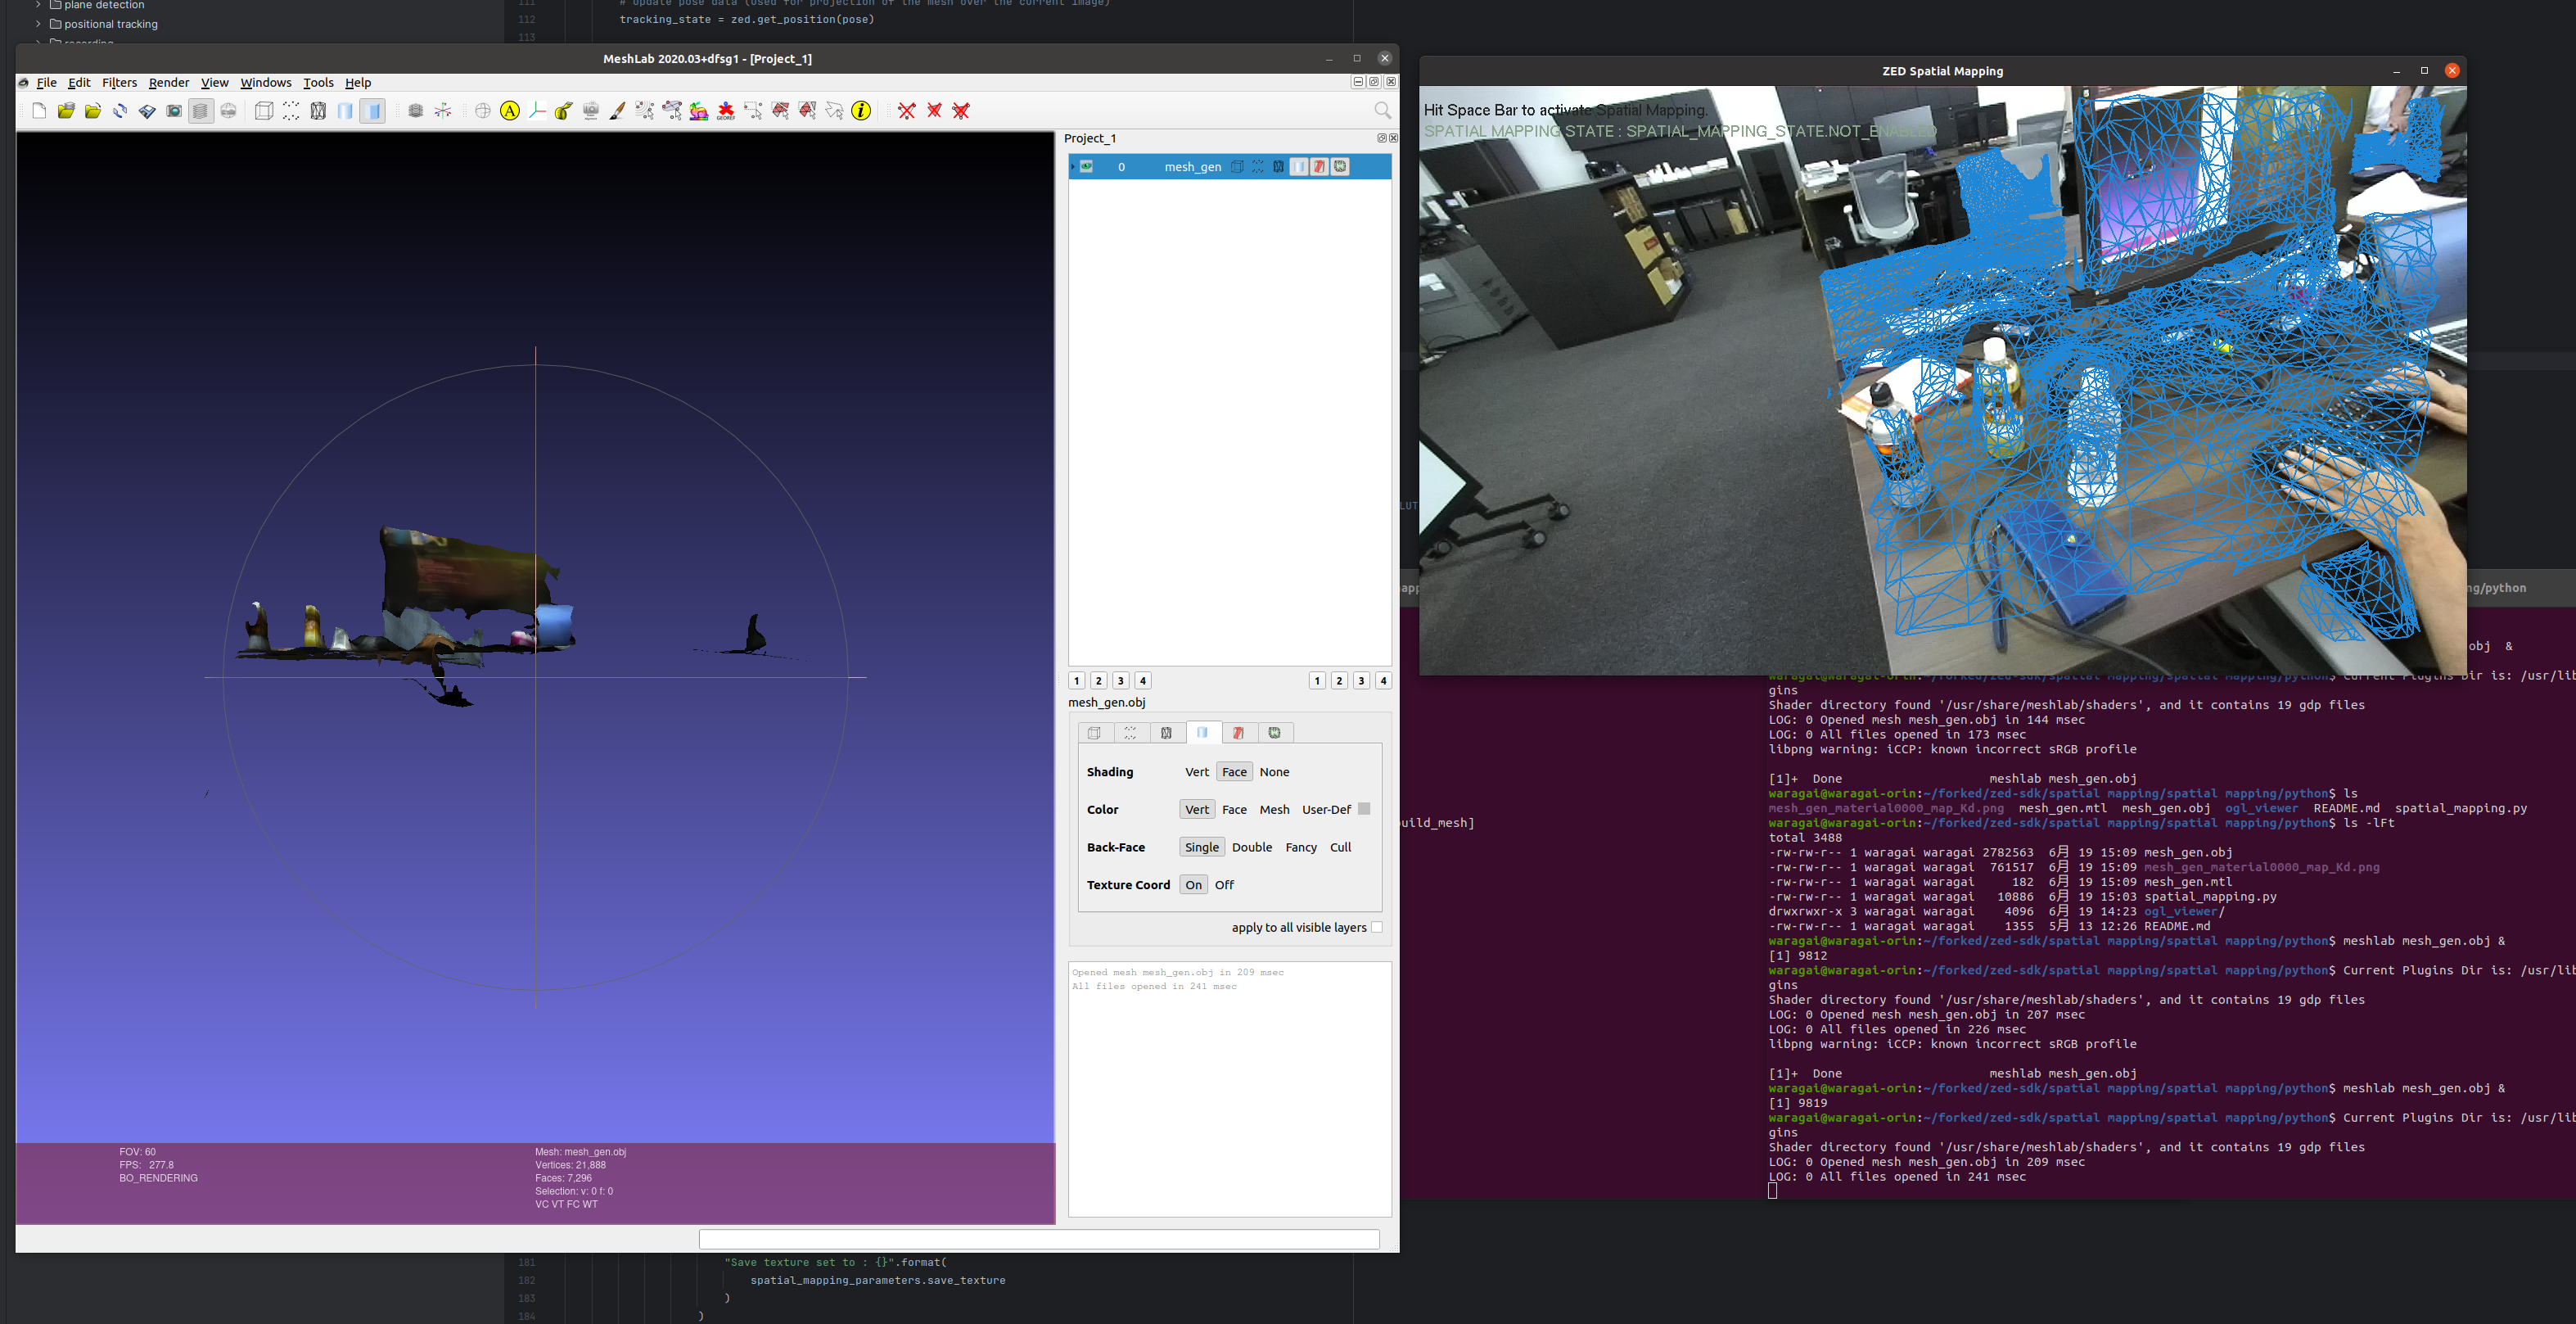 plane detection
positional tracking
recording
111 # Update pose data (used for projection of the mesh over the current image)
112 tracking_state = zed.get_position(pose)
113
MeshLab 2020.03+dfsg1 - [Project_1]
File Edit Filters Render View Windows Tools Help
A
GEOREF
i
Project_1
0 mesh_gen
1 2 3 4 1 2 3 4
mesh_gen.obj
Shading Vert Face None
Color Vert Face Mesh User-Def
Back-Face Single Double Fancy Cull
Texture Coord On Off
apply to all visible layers
Opened mesh mesh_gen.obj in 209 msec
All files opened in 241 msec
FOV: 60
FPS: 277.8
BO_RENDERING
Mesh: mesh_gen.obj
Vertices: 21,888
Faces: 7,296
Selection: v: 0 f: 0
VC VT FC WT
181 "Save texture set to : {}".format(
182 spatial_mapping_parameters.save_texture
183 )
184 )
ZED Spatial Mapping
Hit Space Bar to activate Spatial Mapping.
SPATIAL MAPPING STATE : SPATIAL_MAPPING_STATE.NOT_ENABLED
LUT
app
ng/python
uild_mesh]
obj &
waragai@waragai-orin:~/forked/zed-sdk/spatial mapping/spatial mapping/python$ Current Plugins Dir is: /usr/lib
gins
Shader directory found '/usr/share/meshlab/shaders', and it contains 19 gdp files
LOG: 0 Opened mesh mesh_gen.obj in 144 msec
LOG: 0 All files opened in 173 msec
libpng warning: iCCP: known incorrect sRGB profile
[1]+ Done meshlab mesh_gen.obj
waragai@waragai-orin:~/forked/zed-sdk/spatial mapping/spatial mapping/python$ ls
mesh_gen_material0000_map_Kd.png mesh_gen.mtl mesh_gen.obj ogl_viewer README.md spatial_mapping.py
waragai@waragai-orin:~/forked/zed-sdk/spatial mapping/spatial mapping/python$ ls -lFt
total 3488
-rw-rw-r-- 1 waragai waragai 2782563 6月 19 15:09 mesh_gen.obj
-rw-rw-r-- 1 waragai waragai 761517 6月 19 15:09 mesh_gen_material0000_map_Kd.png
-rw-rw-r-- 1 waragai waragai 182 6月 19 15:09 mesh_gen.mtl
-rw-rw-r-- 1 waragai waragai 10886 6月 19 15:03 spatial_mapping.py
drwxrwxr-x 3 waragai waragai 4096 6月 19 14:23 ogl_viewer/
-rw-rw-r-- 1 waragai waragai 1355 5月 13 12:26 README.md
waragai@waragai-orin:~/forked/zed-sdk/spatial mapping/spatial mapping/python$ meshlab mesh_gen.obj &
[1] 9812
waragai@waragai-orin:~/forked/zed-sdk/spatial mapping/spatial mapping/python$ Current Plugins Dir is: /usr/lib
gins
Shader directory found '/usr/share/meshlab/shaders', and it contains 19 gdp files
LOG: 0 Opened mesh mesh_gen.obj in 207 msec
LOG: 0 All files opened in 226 msec
libpng warning: iCCP: known incorrect sRGB profile
[1]+ Done meshlab mesh_gen.obj
waragai@waragai-orin:~/forked/zed-sdk/spatial mapping/spatial mapping/python$ meshlab mesh_gen.obj &
[1] 9819
waragai@waragai-orin:~/forked/zed-sdk/spatial mapping/spatial mapping/python$ Current Plugins Dir is: /usr/lib
gins
Shader directory found '/usr/share/meshlab/shaders', and it contains 19 gdp files
LOG: 0 Opened mesh mesh_gen.obj in 209 msec
LOG: 0 All files opened in 241 msec